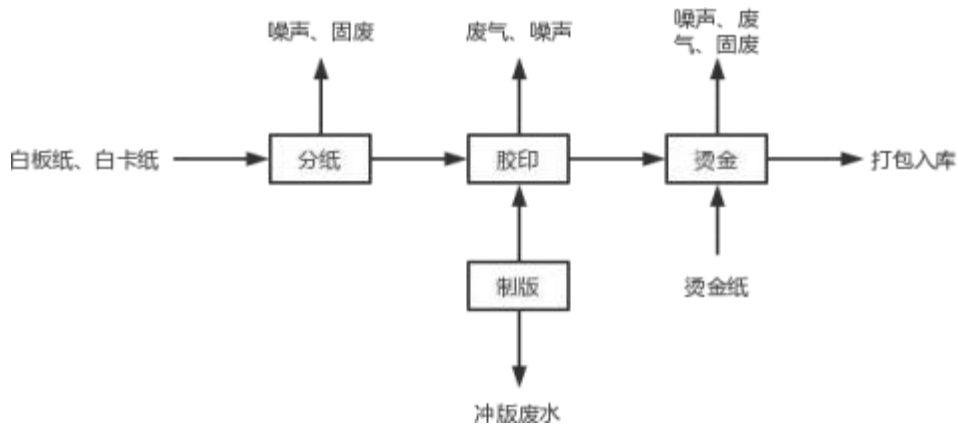 噪声、固废
废气、噪声
噪声、废
气、固废
白板纸、白卡纸
分纸
胶印
烫金
打包入库
制版
烫金纸
冲版废水